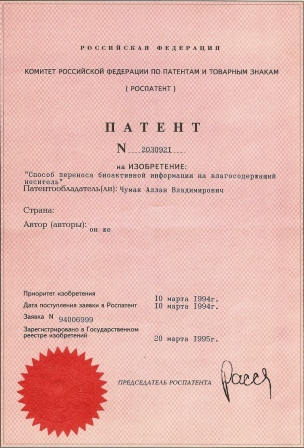 РОССИЙСКАЯ ФЕДЕРАЦИЯ
КОМИТЕТ РОССИЙСКОЙ ФЕДЕРАЦИИ ПО ПАТЕНТАМ И ТОВАРНЫМ ЗНАКАМ
( РОСПАТЕНТ )
ПАТЕНТ
N 2030921
на ИЗОБРЕТЕНИЕ:
"Способ переноса биоактивной информации на влагосодержащий
носитель"
Патентообладатель(ли): Чумак Аллан Владимирович
Страна:
Автор (авторы): он же
Приоритет изобретения 10 марта 1994г.
Дата поступления заявки в Роспатент 10 марта 1994г.
Заявка N 94006999
Зарегистрировано в Государственном
реестре изобретений 20 марта 1995г.
ПРЕДСЕДАТЕЛЬ РОСПАТЕНТА